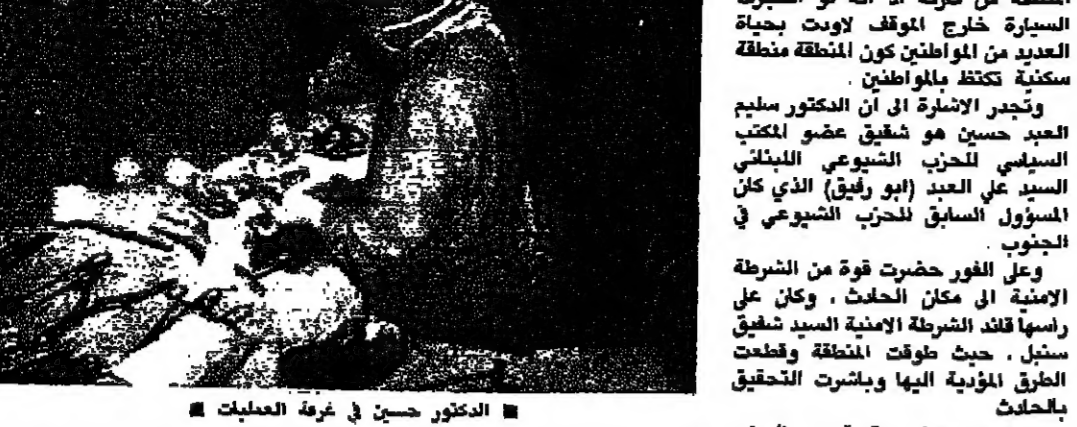 السيارة خارج الموقف لاودت بحياة
العديد من المواطنين كون المنطقة منطقة
سكنية تكتظ بالمواطنين .
وتجدر الاشارة الى ان الدكتور سليم
العبد حسين هو شقيق عضو المكتب
السياسي للحزب الشيوعي اللبناني
السيد علي العبد (ابو رفيق) الذي كان
المسؤول السابق للحزب الشيوعي في
الجنوب .
وعلى الفور حضرت قوة من الشرطة
الامنية الى مكان الحادث ، وكان على
راسها قائد الشرطة الامنية السيد شفيق
سنبل ، حيث طوقت المنطقة وقطعت
الطرق المؤدية اليها وباشرت التحقيق
بالحادث
■ الدكتور حسين في غرفة العمليات ■